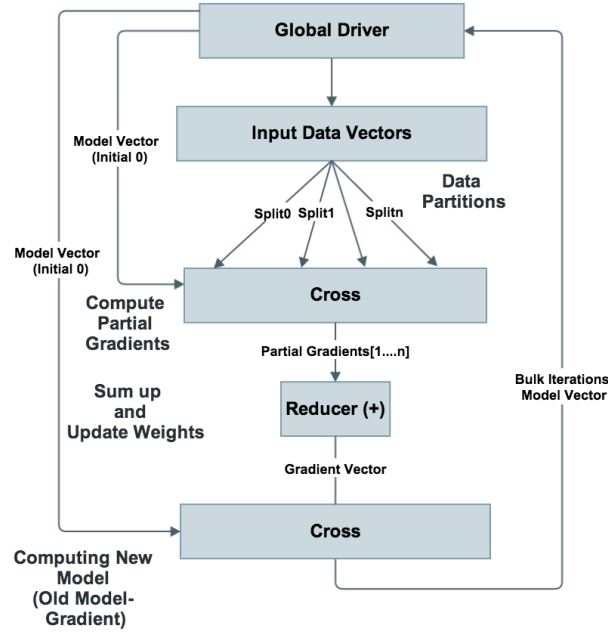 Global Driver
Input Data Vectors
Model Vector
(Initial 0)
Data
Partitions
Split0
Split1
Splitn
Model Vector
(Initial 0)
Cross
Compute
Partial
Gradients
Partial Gradients[1....n]
Bulk Iterations
Model Vector
Sum up
and
Update Weights
Reducer (+)
Gradient Vector
Cross
Computing New
Model
(Old Model-
Gradient)